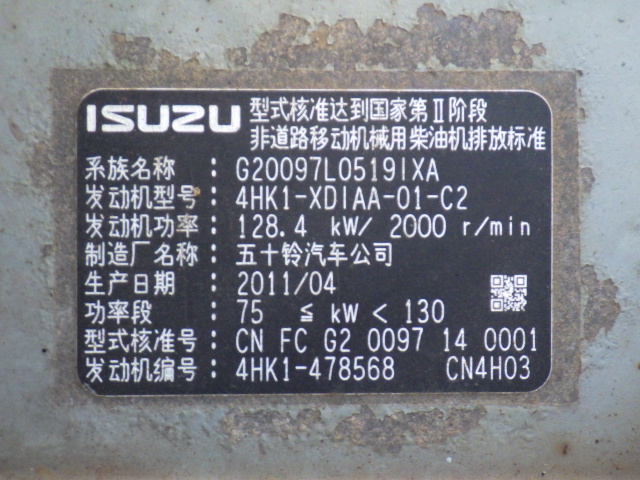 ISUZU 型式核准达到国家第Ⅱ阶段
非道路移动机械用柴油机排放标准
系族名称 : G20097L0519IXA
发动机型号 : 4HK1-XDIAA-01-C2
发动机功率 : 128.4 kW/ 2000 r/min
制造厂名称 : 五十铃汽车公司
生产日期 : 2011/04
功率段 : 75 ≦ kW < 130
型式核准号 : CN FC G2 0097 14 0001
发动机编号 : 4HK1-478568 CN4H03